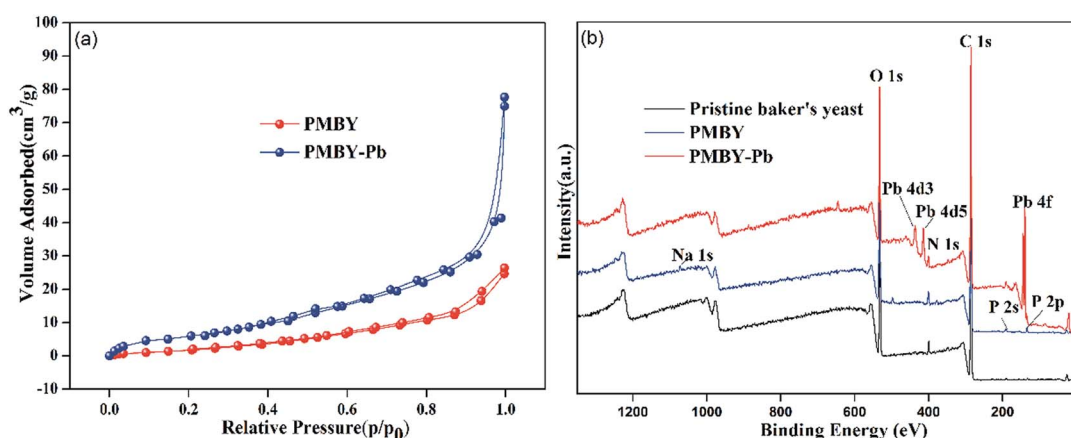 (a)
100
90
80
70
60
50
40
30
20
10
0
-10
Volume Adsorbed(cm³/g)
PMBY
PMBY-Pb
0.0 0.2 0.4 0.6 0.8 1.0
Relative Pressure(p/p₀)
(b)
C 1s
O 1s
Pristine baker's yeast
PMBY
PMBY-Pb
Pb 4d3
Pb 4d5
Pb 4f
N 1s
Na 1s
P 2s
P 2p
Intensity(a.u.)
1200 1000 800 600 400 200
Binding Energy (eV)